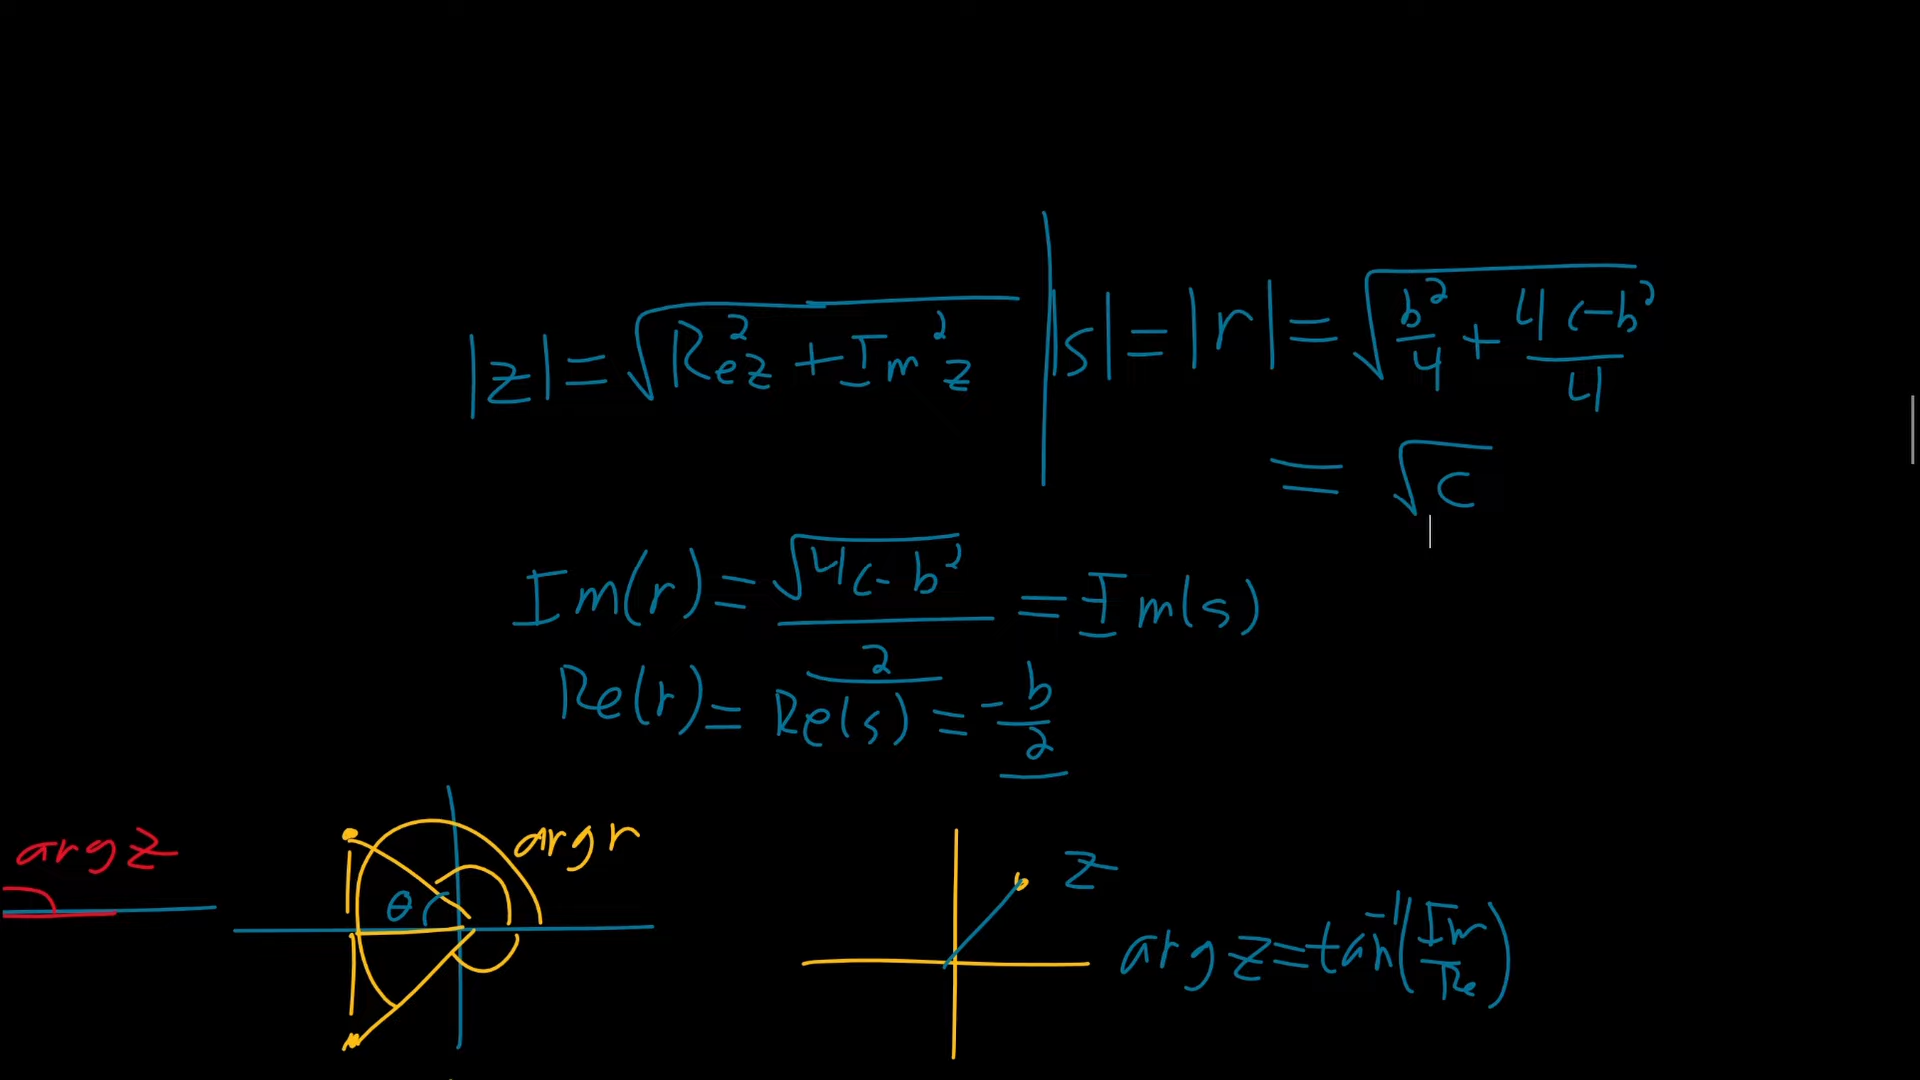 |z| = √(Re²z + Im²z)
|s| = |r| = √(b²/4 + (4c-b²)/4)
= √c
Im(r) = √(4c-b²)/2 = Im(s)
Re(r) = Re(s) = -b/2
arg z
arg r
θ
z
arg z = tan⁻¹(Im/Re)